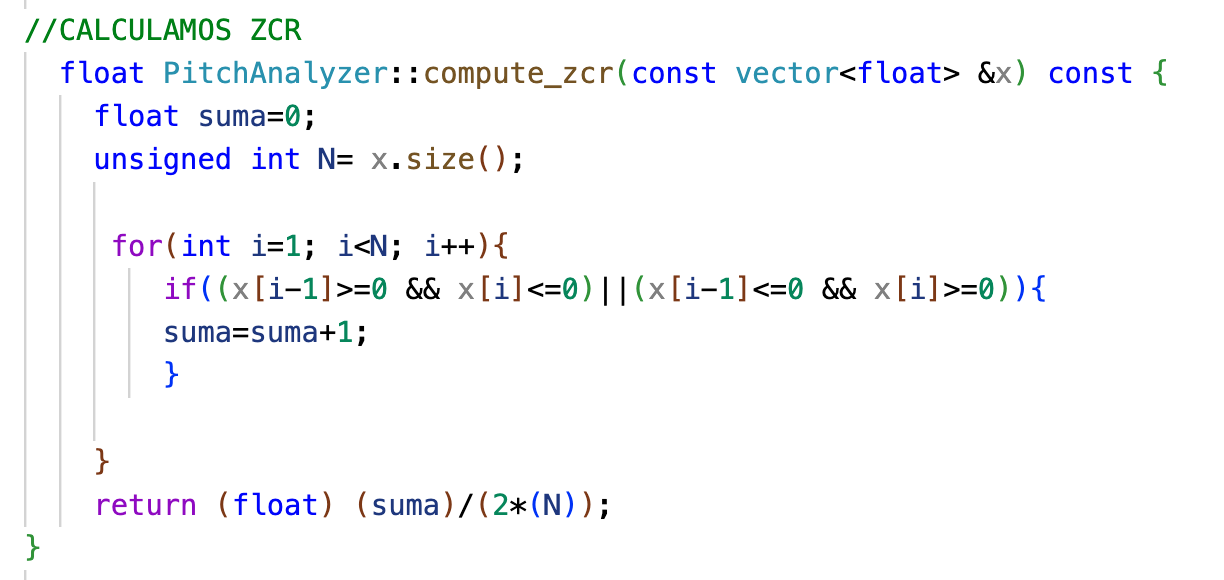 //CALCULAMOS ZCR
float PitchAnalyzer::compute_zcr(const vector<float> &x) const {
float suma=0;
unsigned int N= x.size();
for(int i=1; i<N; i++){
if((x[i-1]>=0 && x[i]<=0)||(x[i-1]<=0 && x[i]>=0)){
suma=suma+1;
}
}
return (float) (suma)/(2*(N));
}